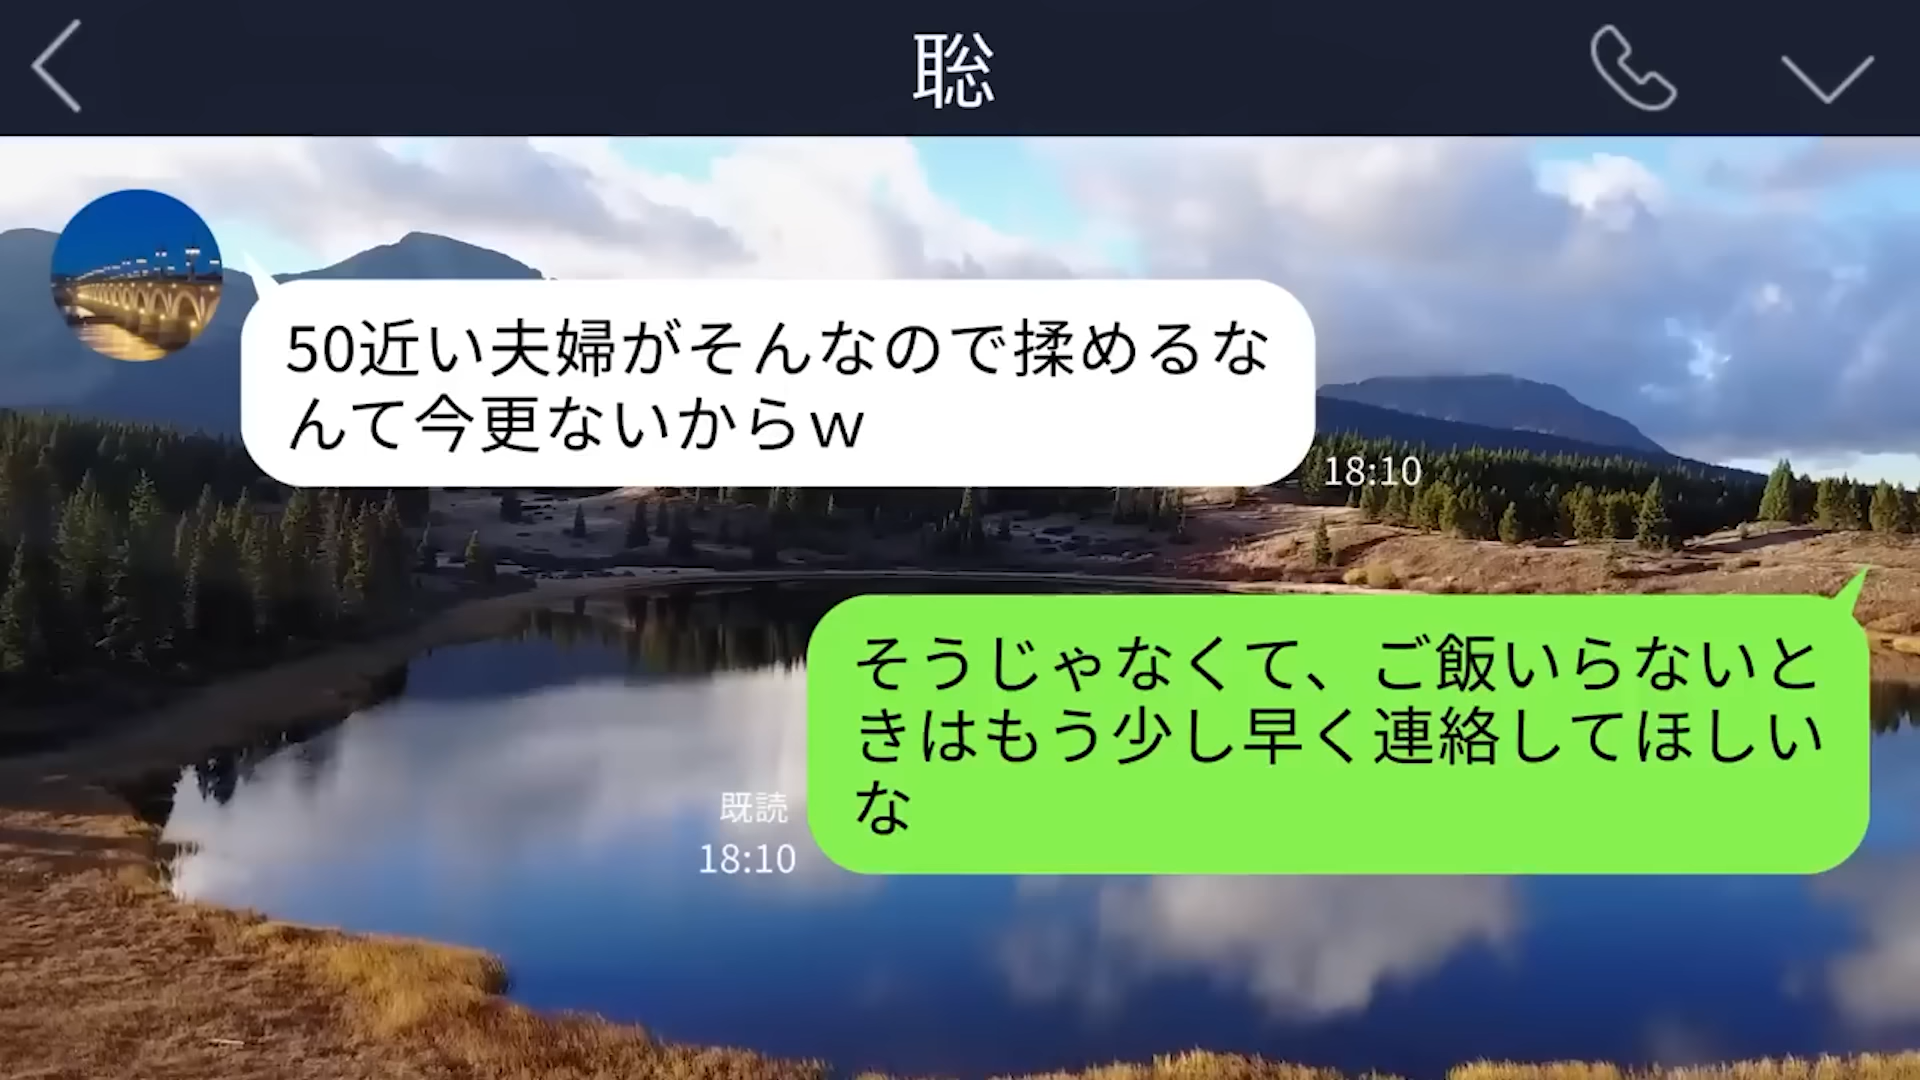 聡
50近い夫婦がそんなので揉めるな
んて今更ないからｗ
18:10
そうじゃなくて、ご飯いらないと
きはもう少し早く連絡してほしい
な
既読
18:10